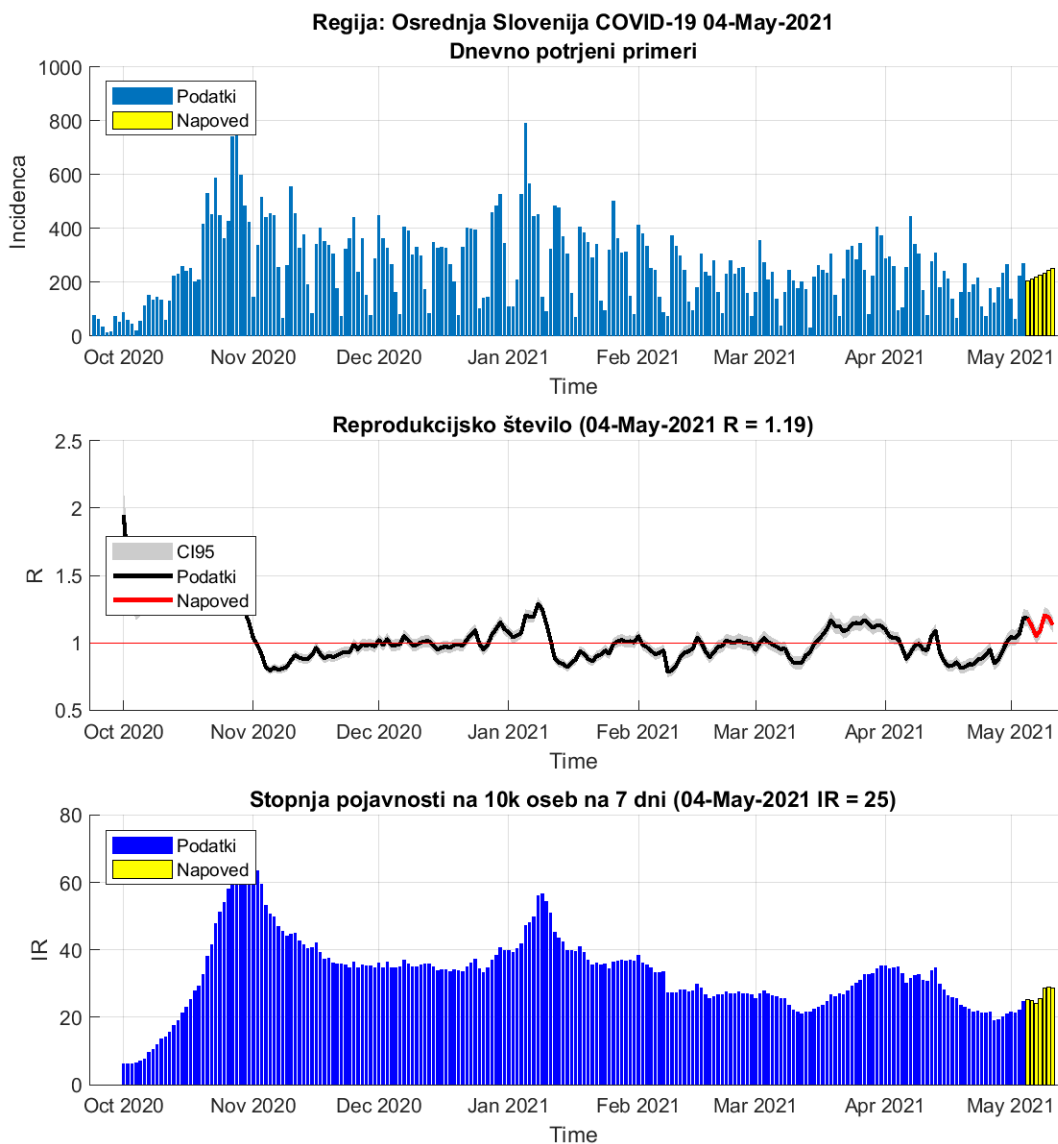 Regija: Osrednja Slovenija COVID-19 04-May-2021
Dnevno potrjeni primeri
1000
800
600
400
200
0
Incidenca
Podatki
Napoved
Oct 2020 Nov 2020 Dec 2020 Jan 2021 Feb 2021 Mar 2021 Apr 2021 May 2021
Time
Reprodukcijsko število (04-May-2021 R = 1.19)
2.5
2
1.5
1
0.5
R
CI95
Podatki
Napoved
Oct 2020 Nov 2020 Dec 2020 Jan 2021 Feb 2021 Mar 2021 Apr 2021 May 2021
Time
Stopnja pojavnosti na 10k oseb na 7 dni (04-May-2021 IR = 25)
80
60
40
20
0
IR
Podatki
Napoved
Oct 2020 Nov 2020 Dec 2020 Jan 2021 Feb 2021 Mar 2021 Apr 2021 May 2021
Time